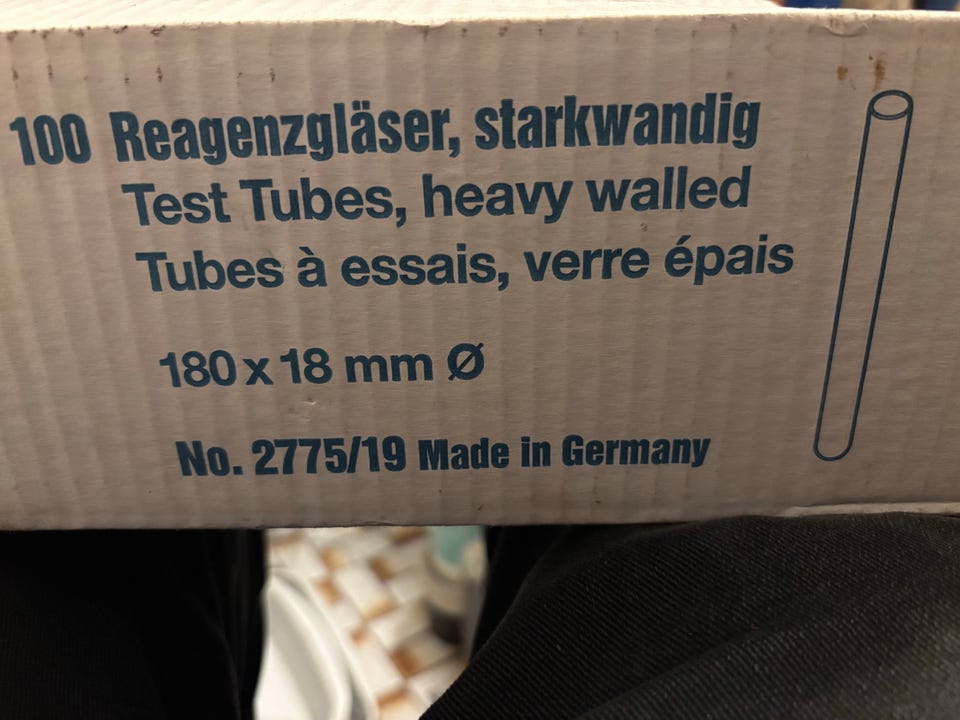 100 Reagenzgläser, starkwandig
Test Tubes, heavy walled
Tubes à essais, verre épais
180 x 18 mm Ø
No. 2775/19 Made in Germany